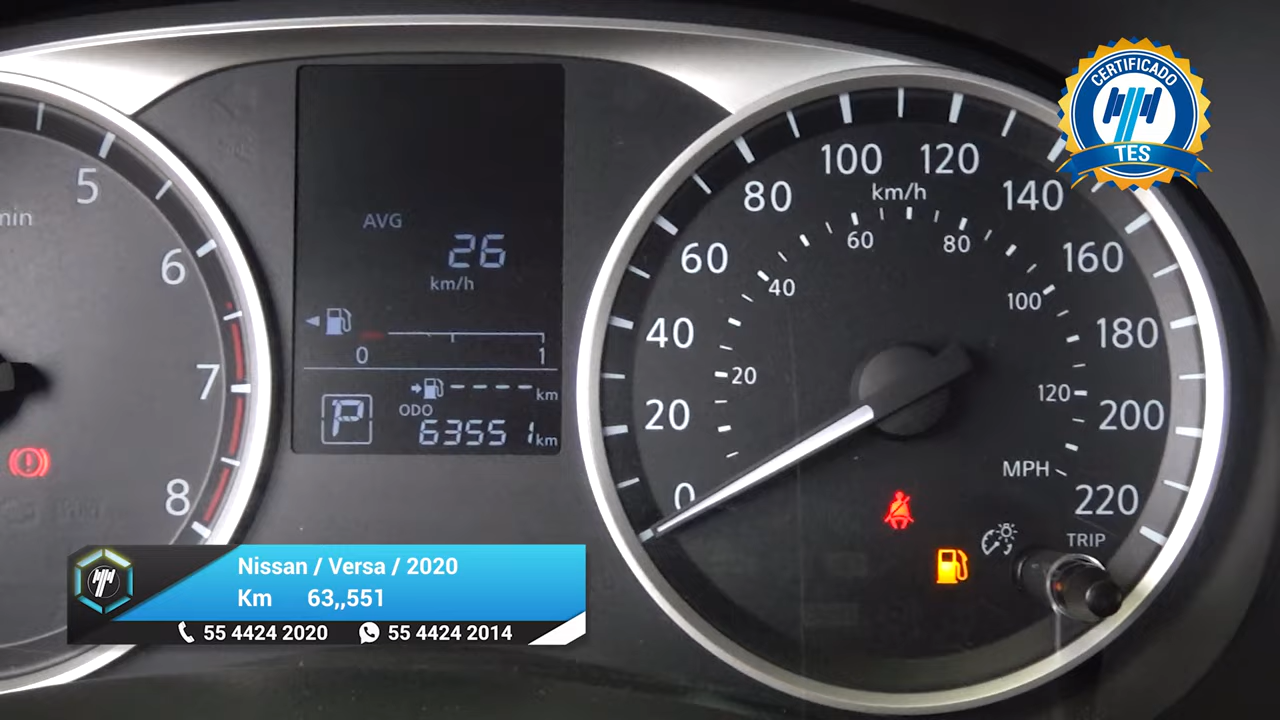 CERTIFICADO
TES
min
5
6
7
8
AVG
26
km/h
0
1
---- km
P
ODO
63551 km
0
20
40
60
80
100
120
140
160
180
200
220
km/h
20
40
60
80
100
120
MPH
TRIP
Nissan / Versa / 2020
Km 63,,551
55 4424 2020
55 4424 2014